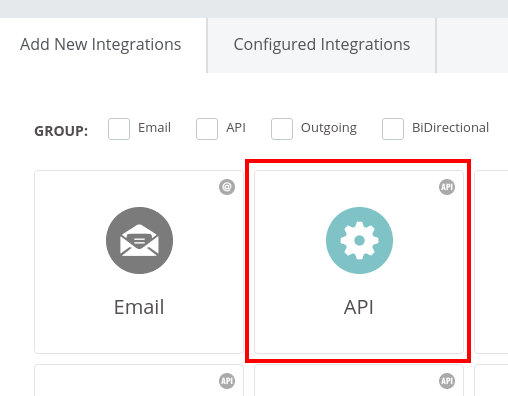 Add New Integrations Configured Integrations
GROUP: Email API Outgoing BiDirectional
@ API
Email API
API API